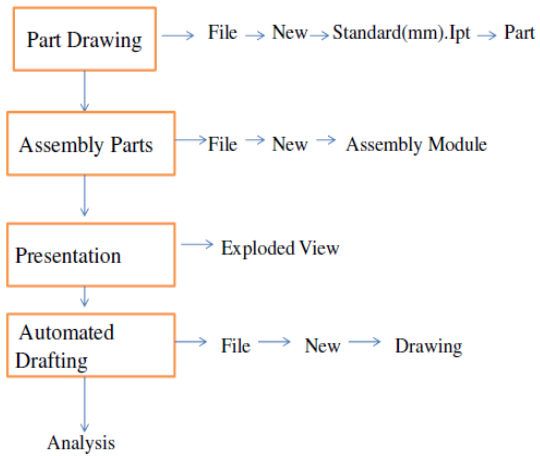 Part Drawing File New Standard(mm).Ipt Part
Assembly Parts File New Assembly Module
Presentation Exploded View
Automated
Drafting File New Drawing
Analysis